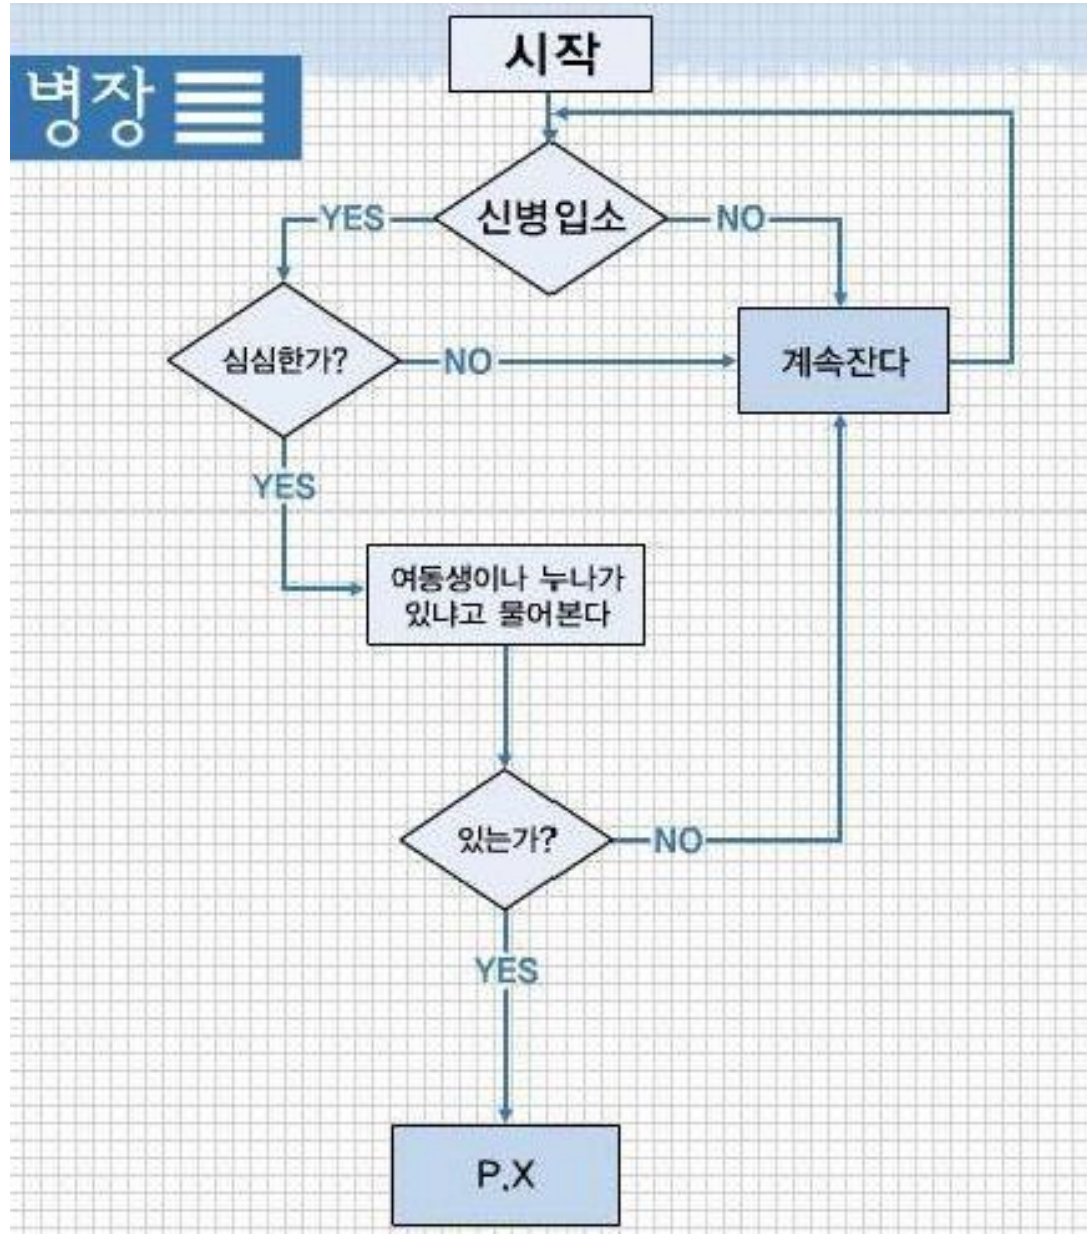 시작
병장
신병입소
YES
NO
심심한가?
NO
계속잔다
YES
여동생이나 누나가
있냐고 물어본다
있는가?
NO
YES
P.X